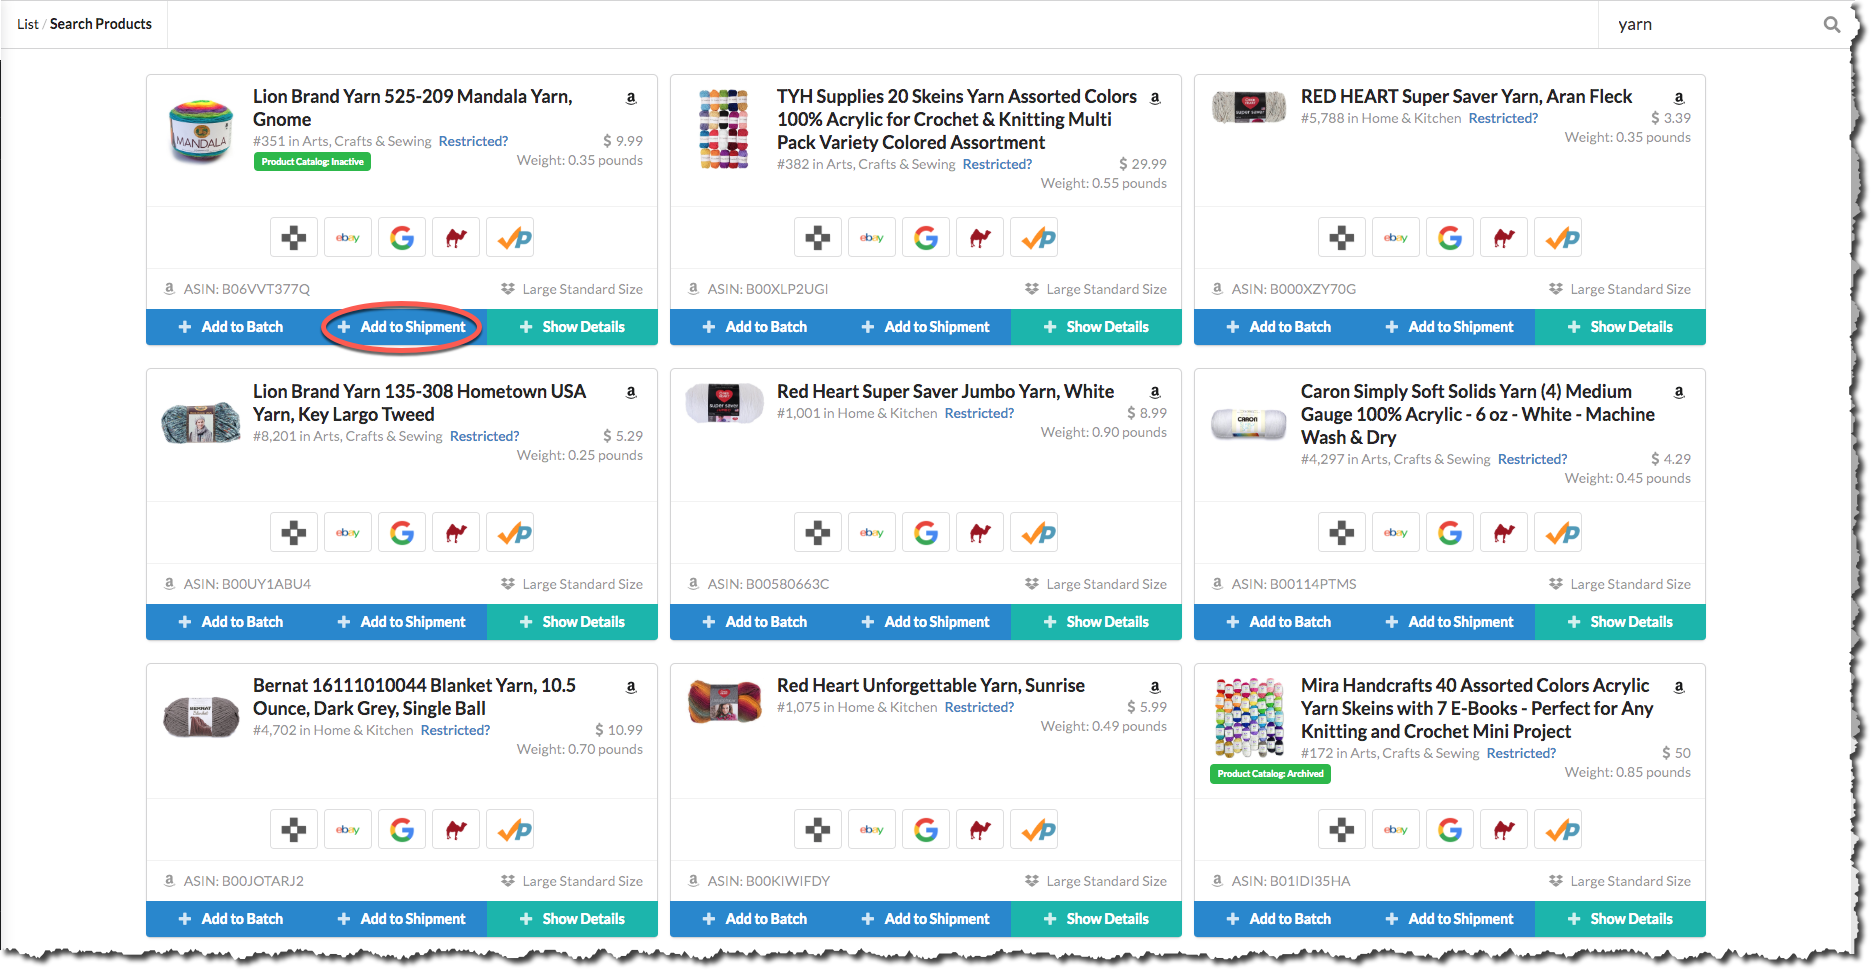 List / Search Products
yarn
Lion Brand Yarn 525-209 Mandala Yarn,
Gnome
#351 in Arts, Crafts & Sewing Restricted?
$ 9.99
Product Catalog: Inactive
Weight: 0.35 pounds
MANDALA
ebay
ASIN: B06VVT377Q
Large Standard Size
Add to Batch
Add to Shipment
Show Details
TYH Supplies 20 Skeins Yarn Assorted Colors
100% Acrylic for Crochet & Knitting Multi
Pack Variety Colored Assortment
#382 in Arts, Crafts & Sewing Restricted?
$ 29.99
Weight: 0.55 pounds
ebay
ASIN: B00XLP2UGI
Large Standard Size
Add to Batch
Add to Shipment
Show Details
RED HEART Super Saver Yarn, Aran Fleck
#5,788 in Home & Kitchen Restricted?
$ 3.39
Weight: 0.35 pounds
ebay
ASIN: B000XZY70G
Large Standard Size
Add to Batch
Add to Shipment
Show Details
Lion Brand Yarn 135-308 Hometown USA
Yarn, Key Largo Tweed
#8,201 in Arts, Crafts & Sewing Restricted?
$ 5.29
Weight: 0.25 pounds
ebay
ASIN: B00UY1ABU4
Large Standard Size
Add to Batch
Add to Shipment
Show Details
Red Heart Super Saver Jumbo Yarn, White
#1,001 in Home & Kitchen Restricted?
$ 8.99
Weight: 0.90 pounds
super saver
ebay
ASIN: B00580663C
Large Standard Size
Add to Batch
Add to Shipment
Show Details
Caron Simply Soft Solids Yarn (4) Medium
Gauge 100% Acrylic - 6 oz - White - Machine
Wash & Dry
#4,297 in Arts, Crafts & Sewing Restricted?
$ 4.29
Weight: 0.45 pounds
CARON
ebay
ASIN: B00114PTMS
Large Standard Size
Add to Batch
Add to Shipment
Show Details
Bernat 16111010044 Blanket Yarn, 10.5
Ounce, Dark Grey, Single Ball
#4,702 in Home & Kitchen Restricted?
$ 10.99
Weight: 0.70 pounds
BERNAT
ebay
ASIN: B00JOTARJ2
Large Standard Size
Add to Batch
Add to Shipment
Show Details
Red Heart Unforgettable Yarn, Sunrise
#1,075 in Home & Kitchen Restricted?
$ 5.99
Weight: 0.49 pounds
ebay
ASIN: B00KIWIFDY
Large Standard Size
Add to Batch
Add to Shipment
Show Details
Mira Handcrafts 40 Assorted Colors Acrylic
Yarn Skeins with 7 E-Books - Perfect for Any
Knitting and Crochet Mini Project
#172 in Arts, Crafts & Sewing Restricted?
$ 50
Product Catalog: Archived
Weight: 0.85 pounds
ebay
ASIN: B01IDI35HA
Large Standard Size
Add to Batch
Add to Shipment
Show Details